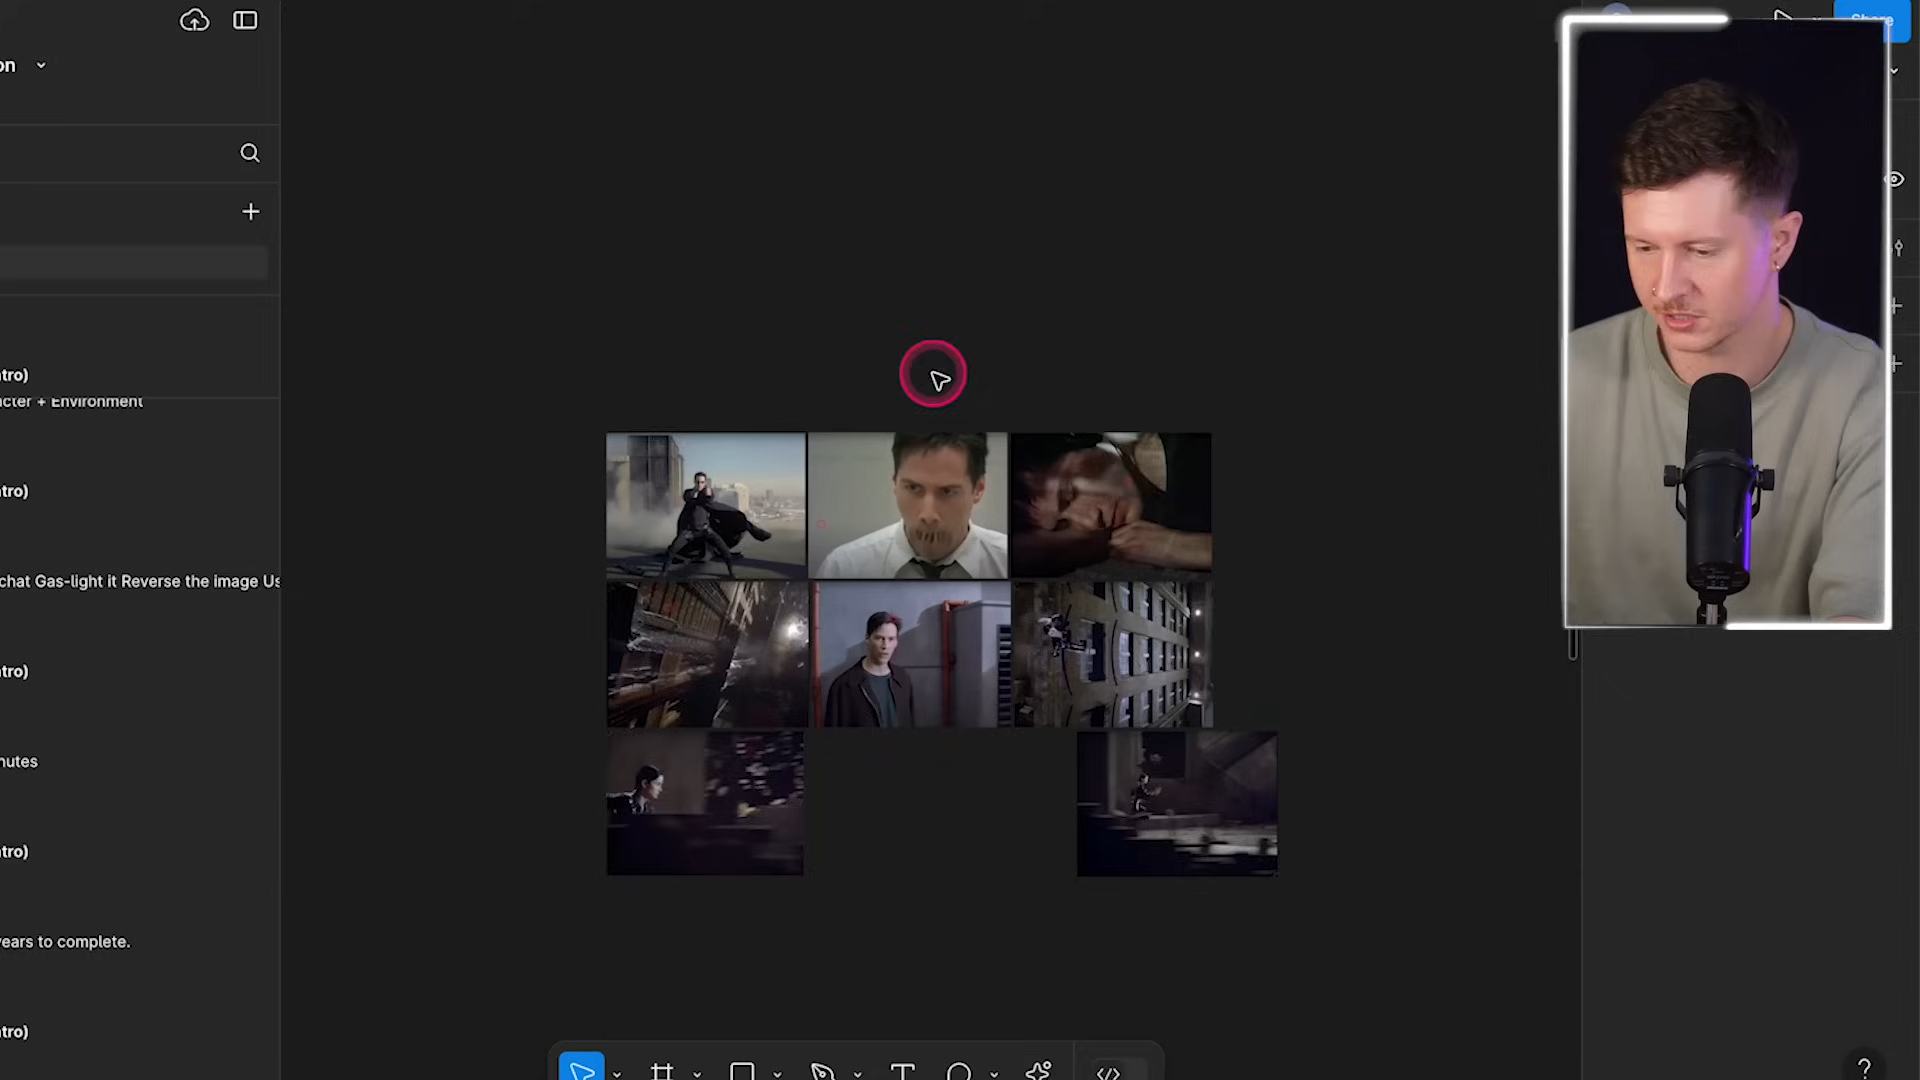 Share
on
tro)
cter + Environment
tro)
chat Gas-light it Reverse the image Us
tro)
nutes
tro)
ears to complete.
tro)